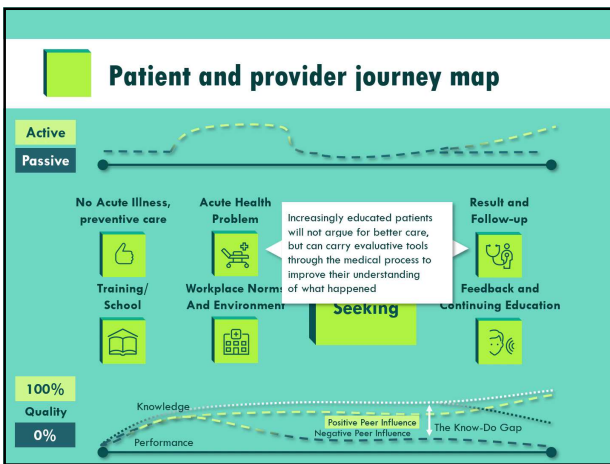 Patient and provider journey map
Active
Passive
No Acute Illness,
preventive care
Acute Health
Problem
Increasingly educated patients
will not argue for better care,
but can carry evaluative tools
through the medical process to
improve their understanding
of what happened
Result and
Follow-up
Training/
School
Workplace Norms
And Environment
Seeking
Feedback and
Continuing Education
100%
Quality
0%
Knowledge
Performance
Positive Peer Influence
Negative Peer Influence
The Know-Do Gap